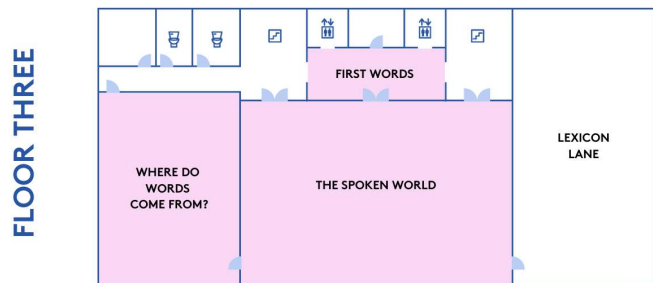 FLOOR THREE
FIRST WORDS
WHERE DO
WORDS
COME FROM?
THE SPOKEN WORLD
LEXICON
LANE